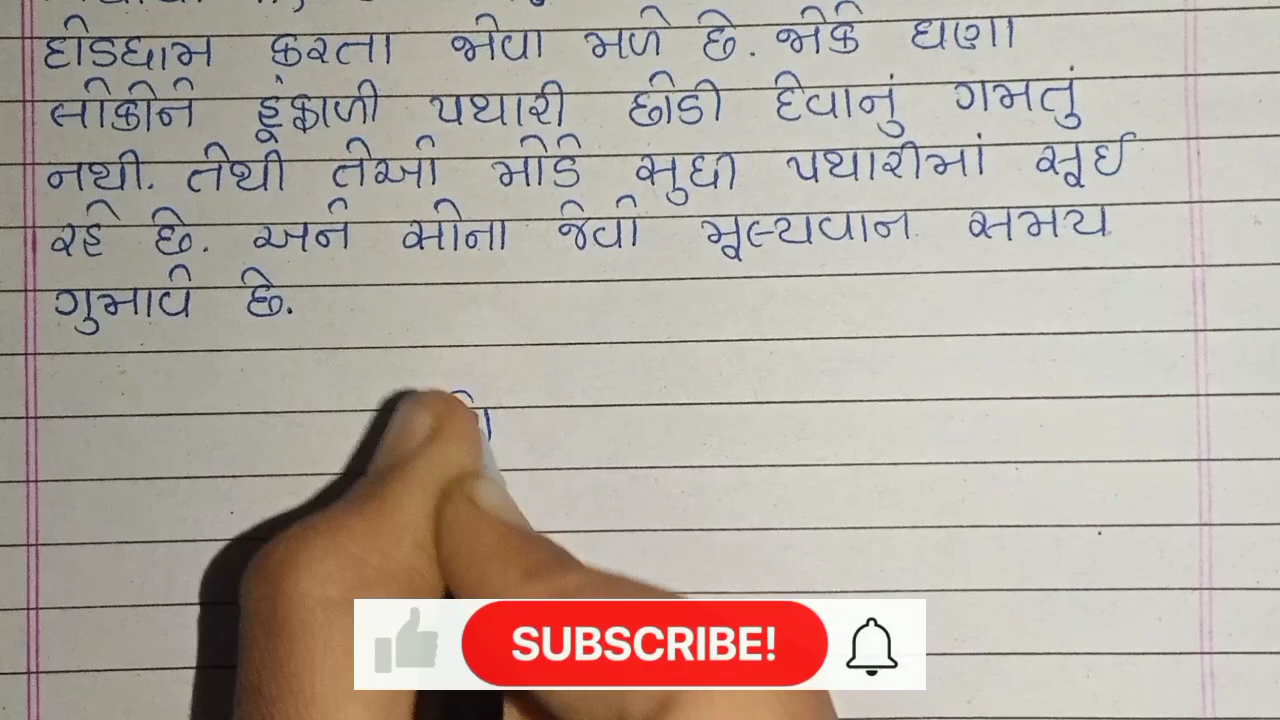 દોડધામ કરતા જોવા મળે છે. જોકે ઘણા
લોકોને હૂંફાળી પથારી છોડી દેવાનું ગમતું
નથી. તેથી તેઓ મોડે સુધી પથારીમાં સૂઈ
રહે છે. અને સોના જેવો મૂલ્યવાન સમય
ગુમાવે છે.
SUBSCRIBE!